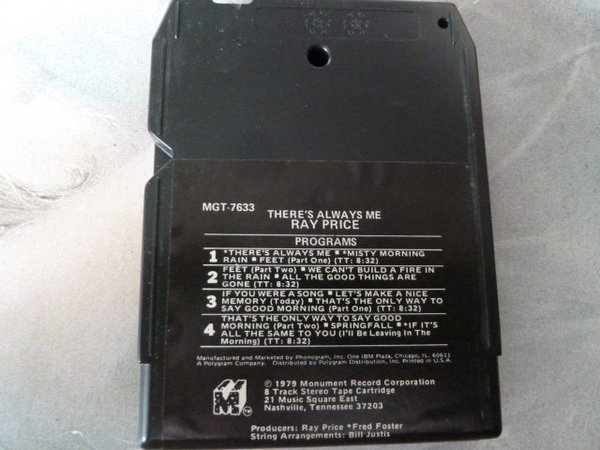 MGT-7633
THERE'S ALWAYS ME
RAY PRICE
PROGRAMS
1 *THERE'S ALWAYS ME ■ *MISTY MORNING
RAIN ■ FEET (Part One) (TT: 8:32)
2 FEET (Part Two) ■ WE CAN'T BUILD A FIRE IN
THE RAIN ■ ALL THE GOOD THINGS ARE
GONE (TT: 8:32)
3 IF YOU WERE A SONG ■ LET'S MAKE A NICE
MEMORY (Today) ■ THAT'S THE ONLY WAY TO
SAY GOOD MORNING (Part One) (TT: 8:32)
4 THAT'S THE ONLY WAY TO SAY GOOD
MORNING (Part Two) ■ SPRINGFALL ■ *IF IT'S
ALL THE SAME TO YOU (I'll Be Leaving In The
Morning) (TT: 8:32)
Manufactured and Marketed by Phonogram, Inc. One IBM Plaza, Chicago, IL. 60611
A Polygram Company. Distributed by Polygram Distribution, Inc. Printed in U.S.A.
℗ 1979 Monument Record Corporation
8 Track Stereo Tape Cartridge
21 Music Square East
Nashville, Tennessee 37203
Producers: Ray Price *Fred Foster
String Arrangements: Bill Justis